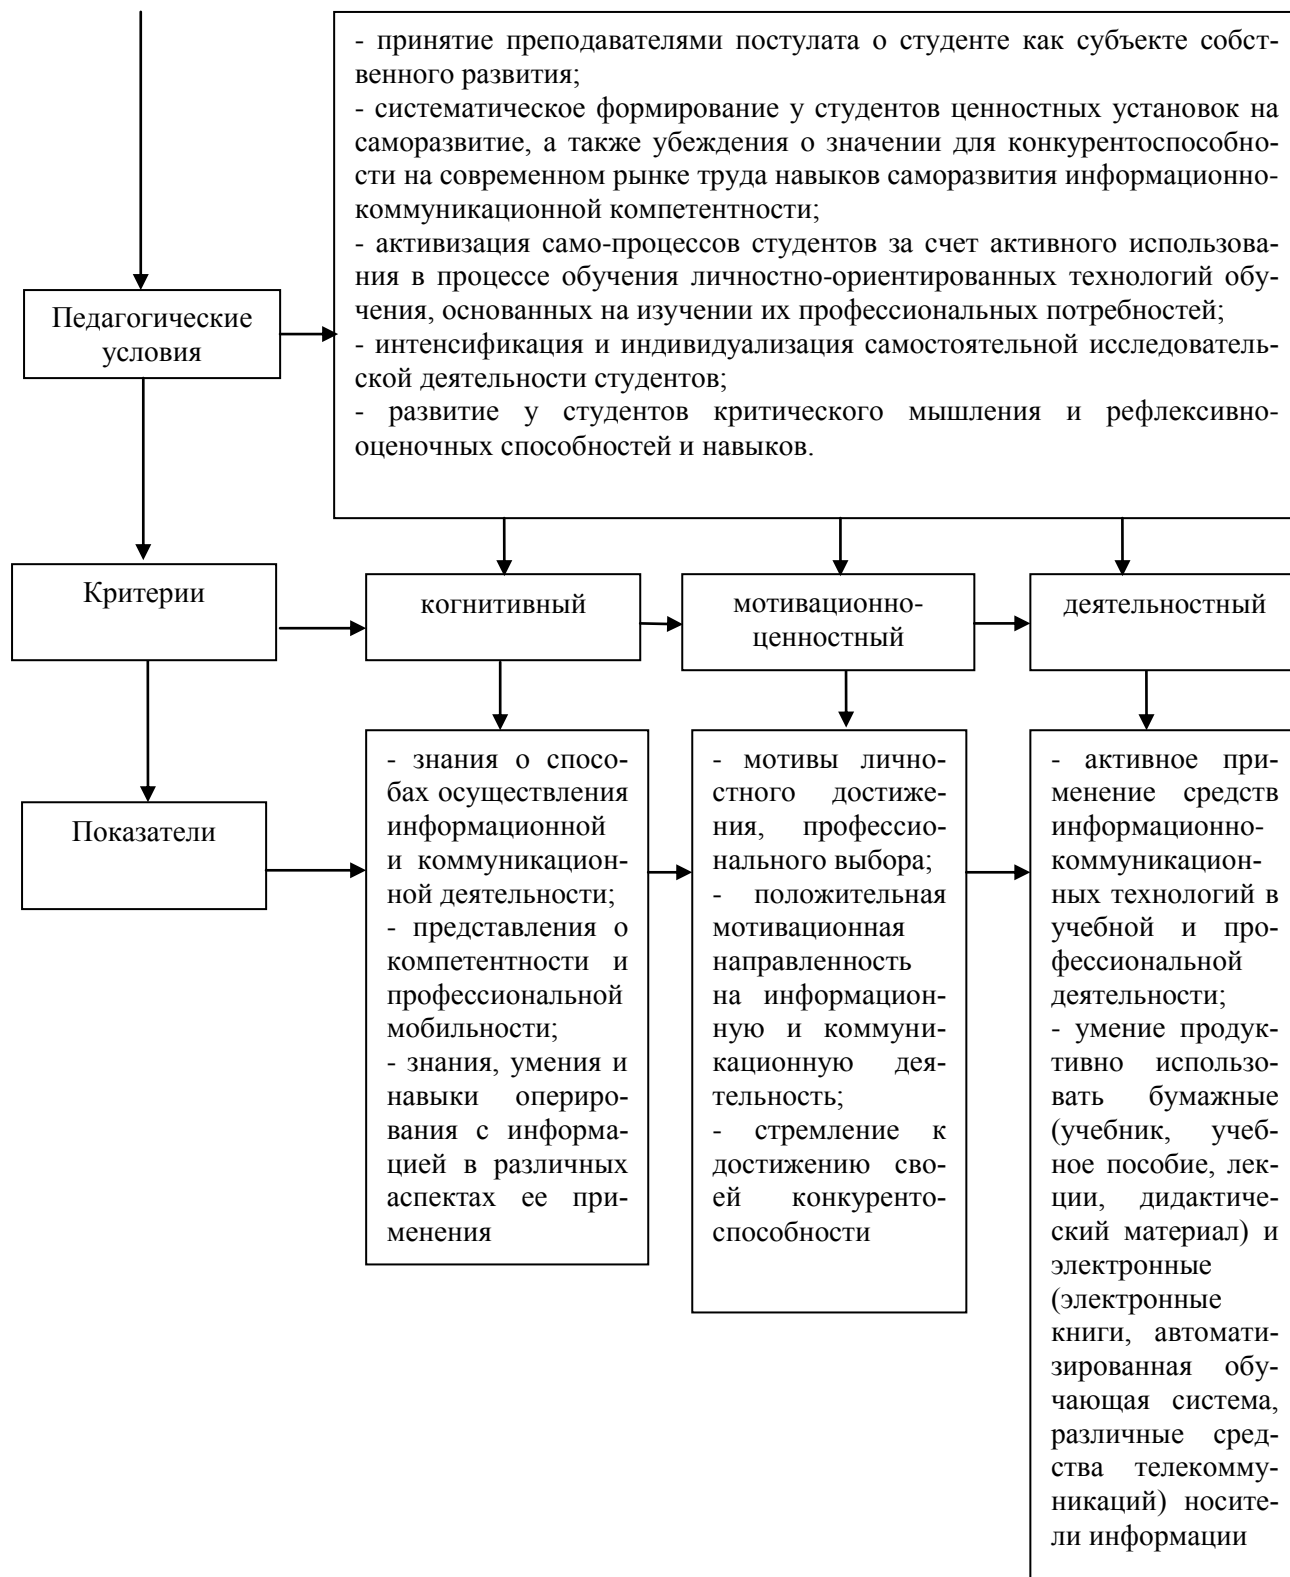 - принятие преподавателями постулата о студенте как субъекте собст-
венного развития;
- систематическое формирование у студентов ценностных установок на
саморазвитие, а также убеждения о значении для конкурентоспособно-
сти на современном рынке труда навыков саморазвития информационно-
коммуникационной компетентности;
- активизация само-процессов студентов за счет активного использова-
ния в процессе обучения личностно-ориентированных технологий обу-
чения, основанных на изучении их профессиональных потребностей;
- интенсификация и индивидуализация самостоятельной исследователь-
ской деятельности студентов;
- развитие у студентов критического мышления и рефлексивно-
оценочных способностей и навыков.
Педагогические
условия
Критерии
когнитивный
мотивационно-
ценностный
деятельностный
Показатели
- знания о спосо-
бах осуществления
информационной
и коммуникацион-
ной деятельности;
- представления о
компетентности и
профессиональной
мобильности;
- знания, умения и
навыки опериро-
вания с информа-
цией в различных
аспектах ее при-
менения
- мотивы лично-
стного достиже-
ния, профессио-
нального выбора;
- положительная
мотивационная
направленность
на информацион-
ную и коммуни-
кационную дея-
тельность;
- стремление к
достижению сво-
ей конкуренто-
способности
- активное при-
менение средств
информационно-
коммуникацион-
ных технологий в
учебной и про-
фессиональной
деятельности;
- умение продук-
тивно использо-
вать бумажные
(учебник, учеб-
ное пособие, лек-
ции, дидактиче-
ский материал) и
электронные
(электронные
книги, автомати-
зированная обу-
чающая система,
различные сред-
ства телекомму-
никаций) носите-
ли информации